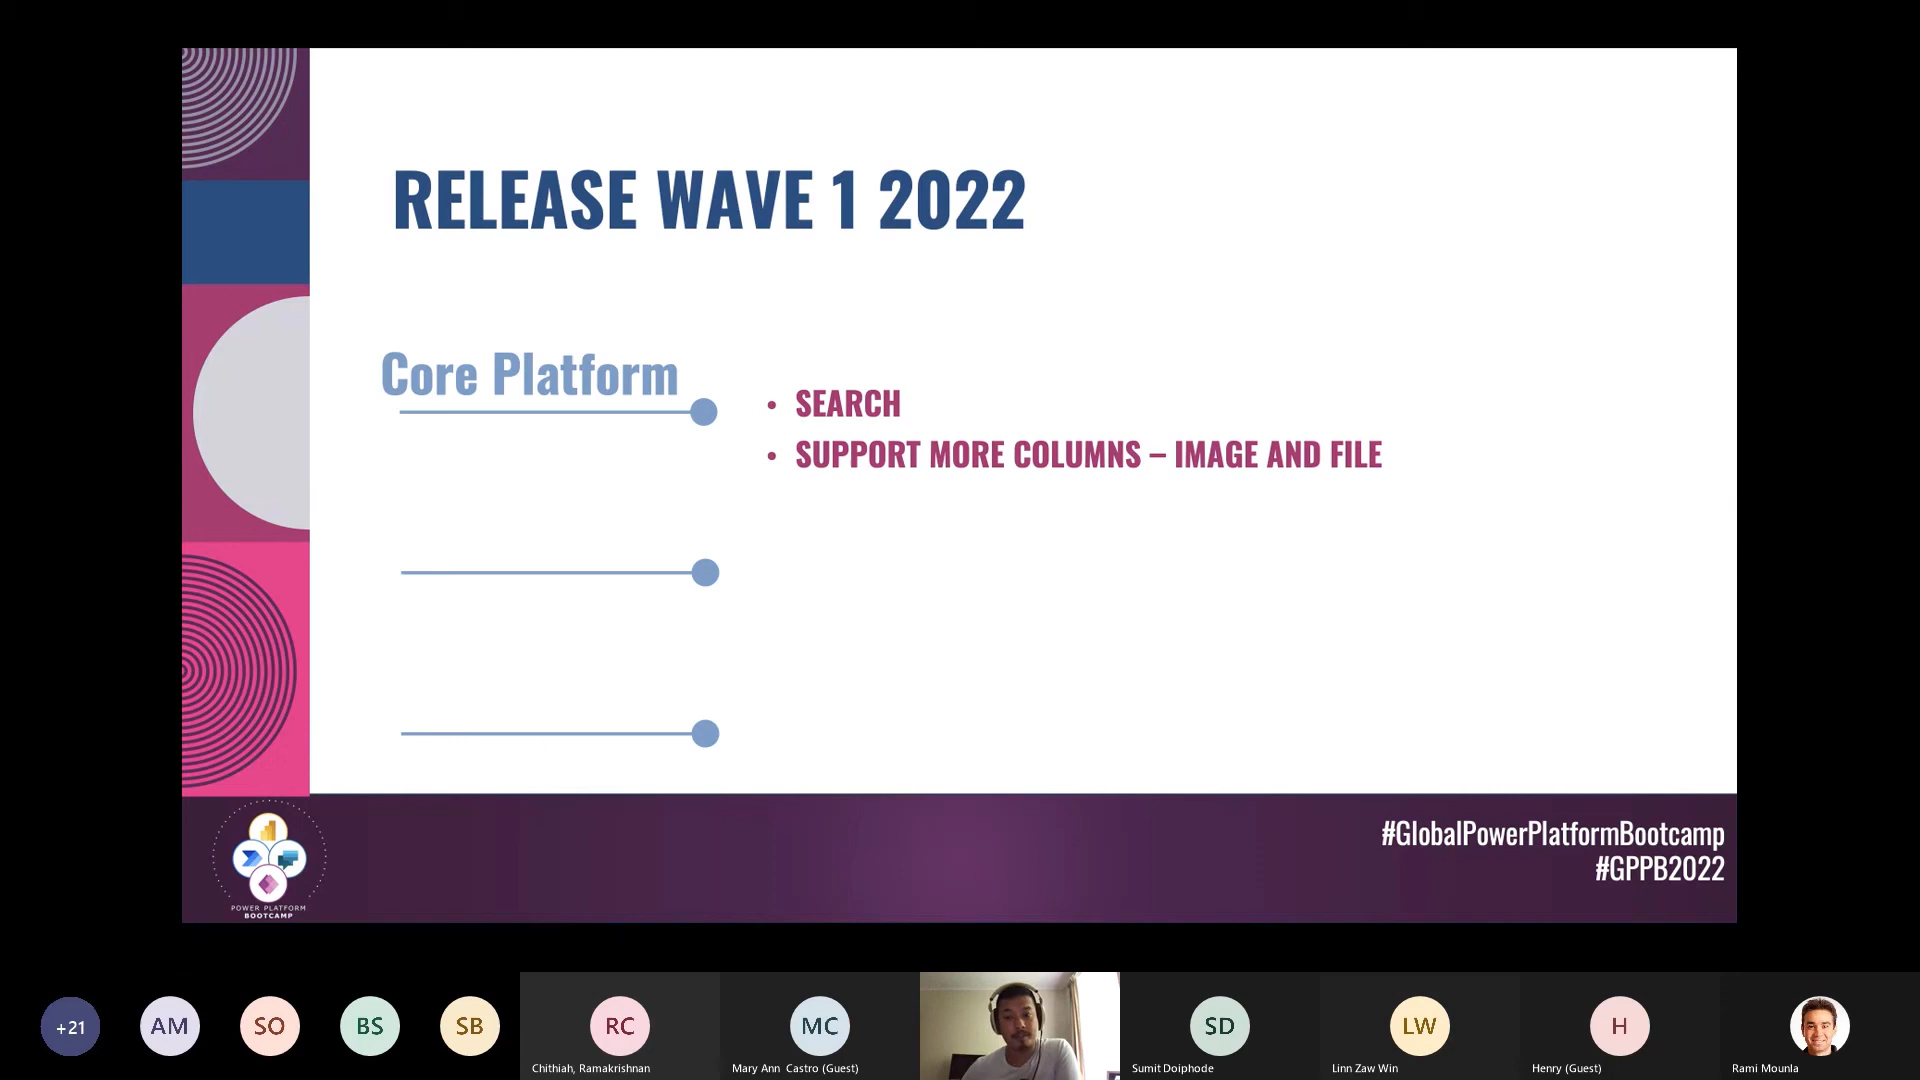 RELEASE WAVE 1 2022
Core Platform
• SEARCH
• SUPPORT MORE COLUMNS – IMAGE AND FILE
#GlobalPowerPlatformBootcamp
#GPPB2022
POWER PLATFORM
BOOTCAMP
+21
AM
SO
BS
SB
RC
MC
SD
LW
H
Chithiah, Ramakrishnan
Mary Ann Castro (Guest)
Sumit Doiphode
Linn Zaw Win
Henry (Guest)
Rami Mounla